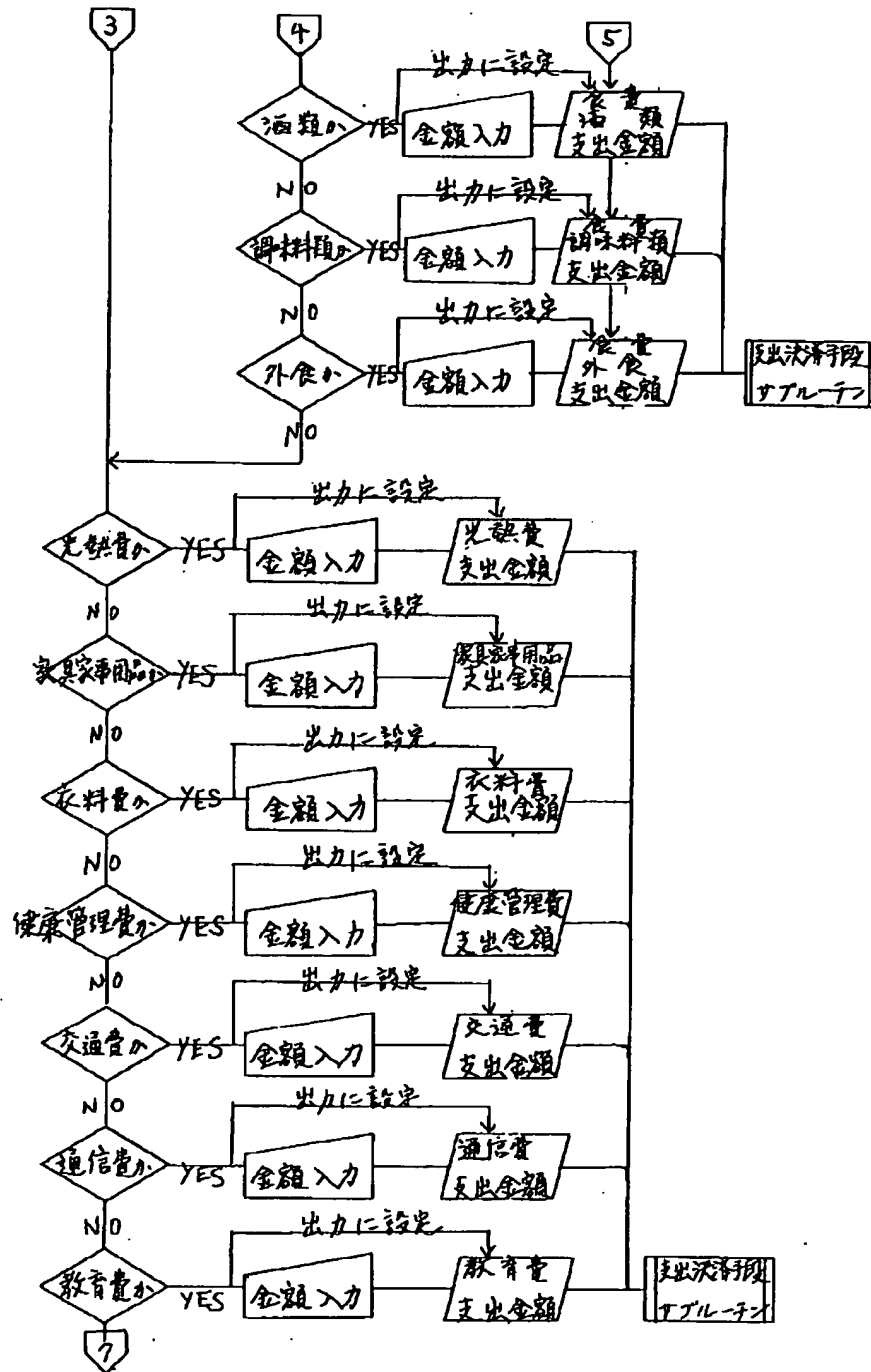 3
4
5
出力に設定
酒類か
YES
金額入力
食費
酒類
支出金額
NO
出力に設定
調味料類か
YES
金額入力
食費
調味料類
支出金額
NO
出力に設定
外食か
YES
金額入力
食費
外食
支出金額
支出決済手段
サブルーチン
NO
出力に設定
光熱費か
YES
金額入力
光熱費
支出金額
NO
出力に設定
家具家事用品か
YES
金額入力
家具家事用品
支出金額
NO
出力に設定
衣料費か
YES
金額入力
衣料費
支出金額
NO
出力に設定
健康管理費か
YES
金額入力
健康管理費
支出金額
NO
出力に設定
交通費か
YES
金額入力
交通費
支出金額
NO
出力に設定
通信費か
YES
金額入力
通信費
支出金額
NO
出力に設定
教育費か
YES
金額入力
教育費
支出金額
支出決済手段
サブルーチン
7